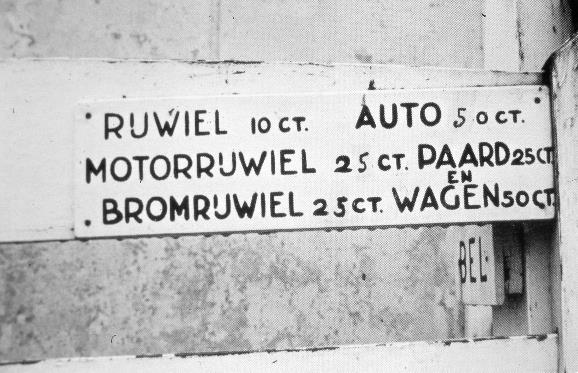 RIJWIEL 10 CT. AUTO 50 CT.
MOTORRIJWIEL 25 CT. PAARD 25 CT.
EN
BROMRIJWIEL 25 CT. WAGEN 50 CT.
BEL-